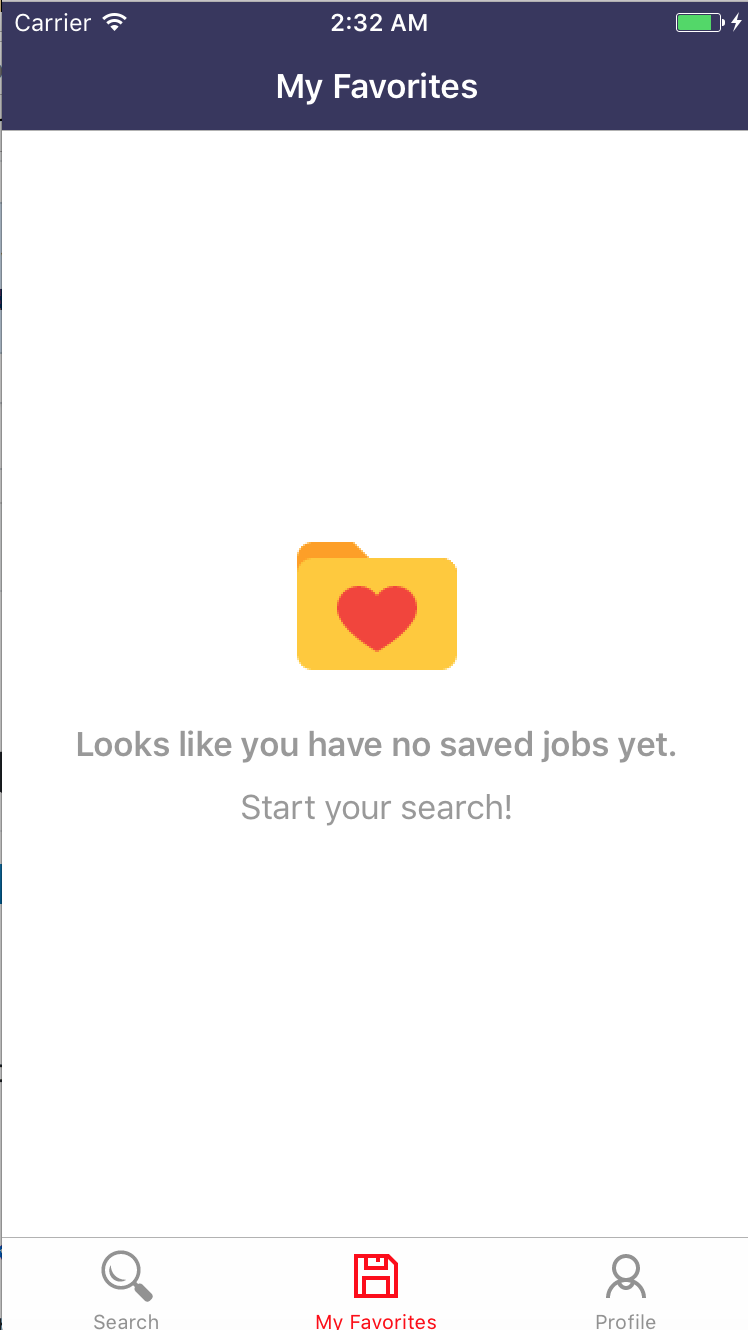 Carrier 2:32 AM
My Favorites
Looks like you have no saved jobs yet.
Start your search!
Search My Favorites Profile